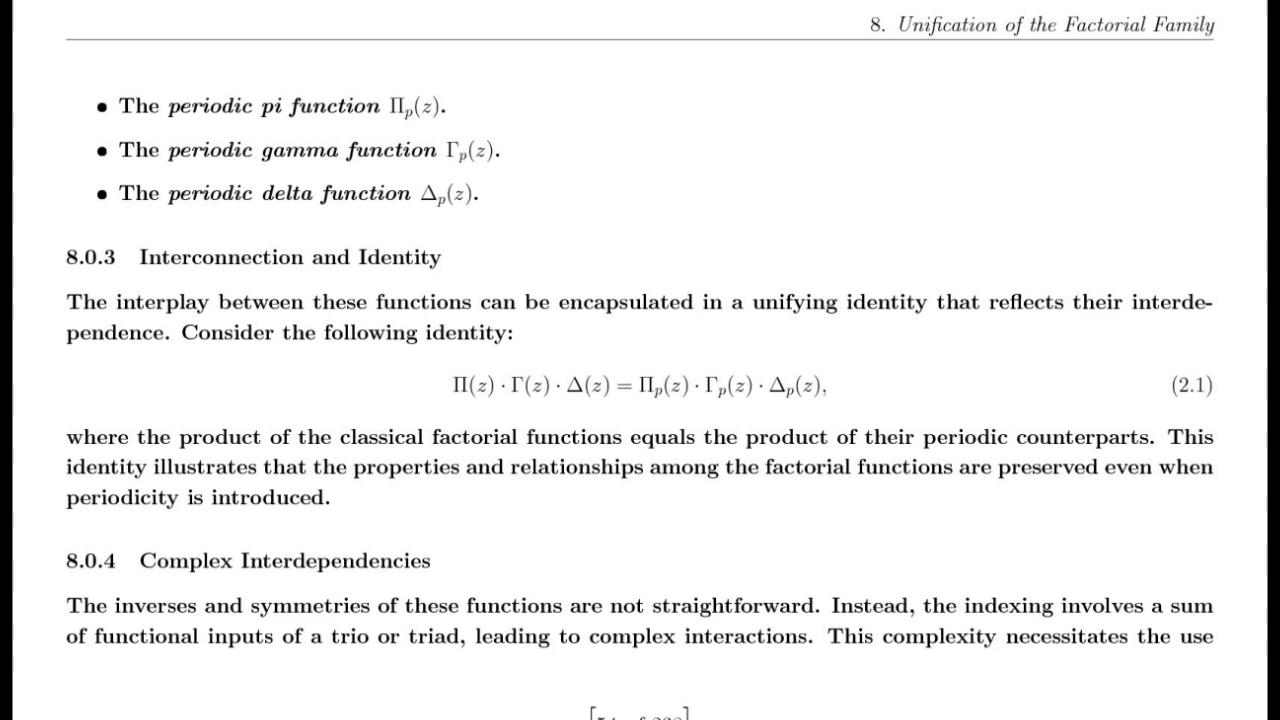 8. Unification of the Factorial Family
• The periodic pi function Πp(z).
• The periodic gamma function Γp(z).
• The periodic delta function Δp(z).
8.0.3 Interconnection and Identity
The interplay between these functions can be encapsulated in a unifying identity that reflects their interde-
pendence. Consider the following identity:
Π(z) · Γ(z) · Δ(z) = Πp(z) · Γp(z) · Δp(z), (2.1)
where the product of the classical factorial functions equals the product of their periodic counterparts. This
identity illustrates that the properties and relationships among the factorial functions are preserved even when
periodicity is introduced.
8.0.4 Complex Interdependencies
The inverses and symmetries of these functions are not straightforward. Instead, the indexing involves a sum
of functional inputs of a trio or triad, leading to complex interactions. This complexity necessitates the use